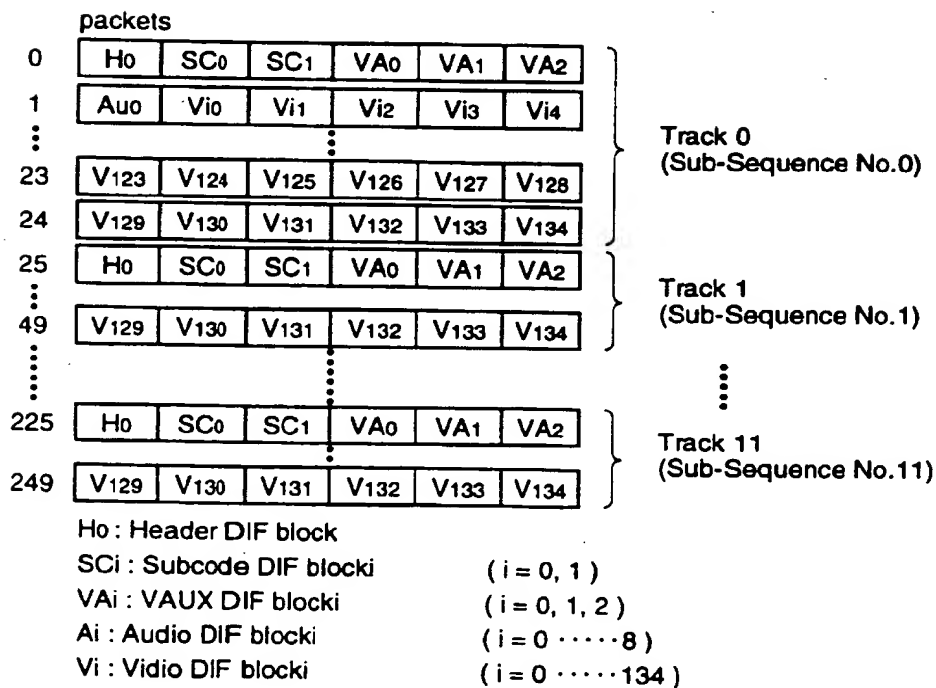 packets
0 H0 SC0 SC1 VA0 VA1 VA2
1 Au0 Vi0 Vi1 Vi2 Vi3 Vi4
Track 0
(Sub-Sequence No.0)
23 V123 V124 V125 V126 V127 V128
24 V129 V130 V131 V132 V133 V134
25 H0 SC0 SC1 VA0 VA1 VA2
Track 1
(Sub-Sequence No.1)
49 V129 V130 V131 V132 V133 V134
225 H0 SC0 SC1 VA0 VA1 VA2
Track 11
(Sub-Sequence No.11)
249 V129 V130 V131 V132 V133 V134
H0 : Header DIF block
SCi : Subcode DIF blocki ( i = 0, 1 )
VAi : VAUX DIF blocki ( i = 0, 1, 2 )
Ai : Audio DIF blocki ( i = 0 ····· 8 )
Vi : Vidio DIF blocki ( i = 0 ····· 134 )